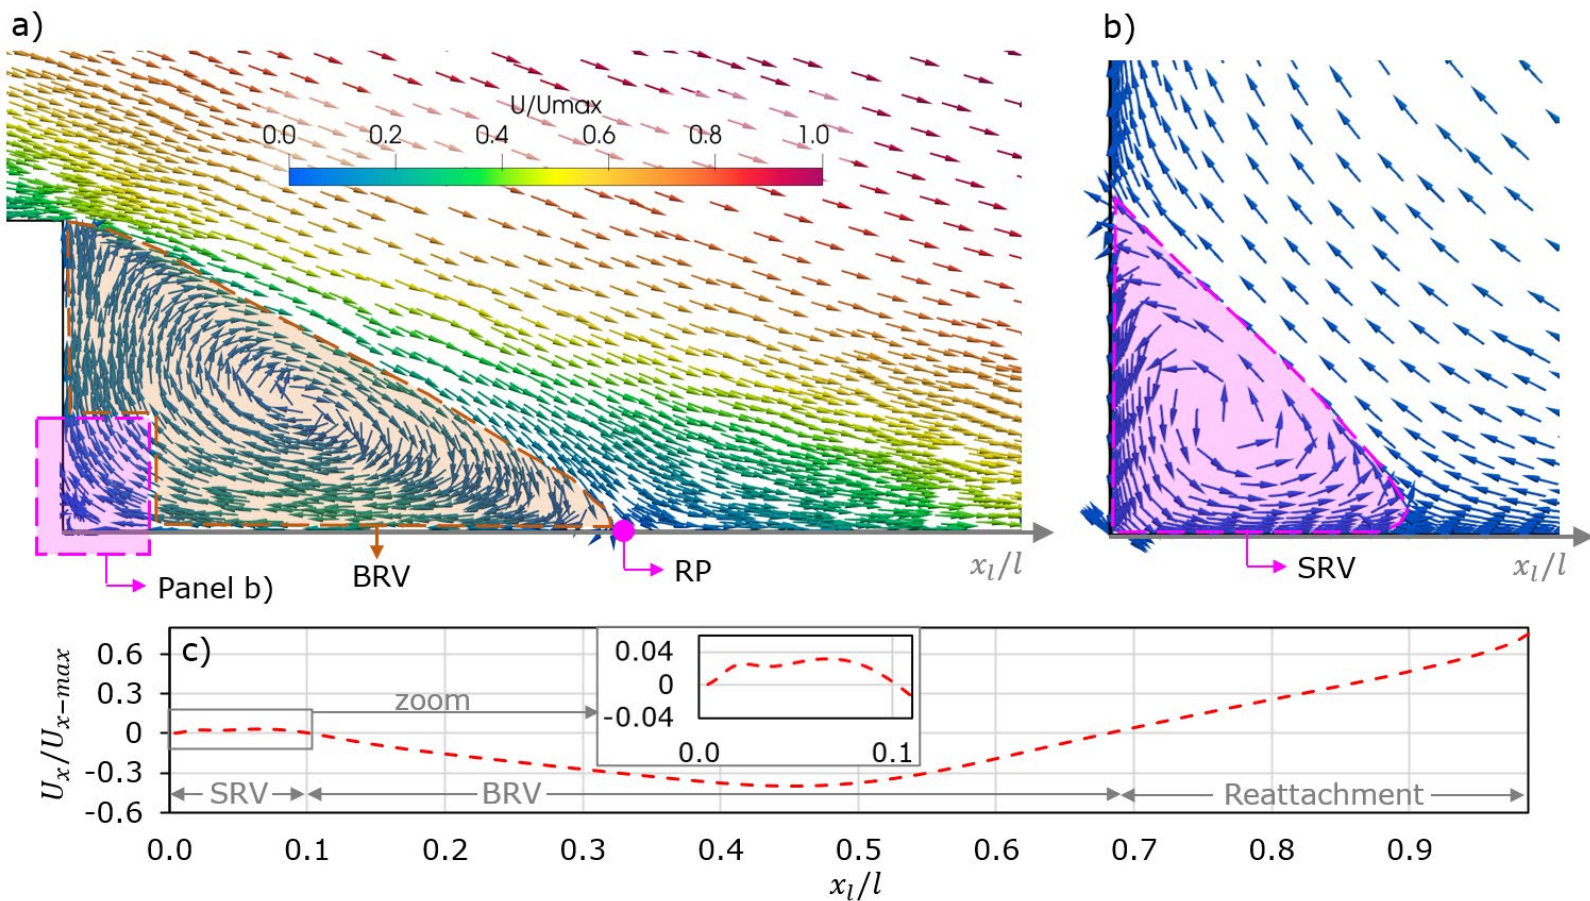 a)
b)
U/Umax
0.0 0.2 0.4 0.6 0.8 1.0
BRV
RP
x_l/l
Panel b)
SRV
x_l/l
c)
U_x/U_{x-max}
0.6
0.3
0
-0.3
-0.6
zoom
0.04
0
-0.04
0.0 0.1
SRV BRV Reattachment
0.0 0.1 0.2 0.3 0.4 0.5 0.6 0.7 0.8 0.9
x_l/l